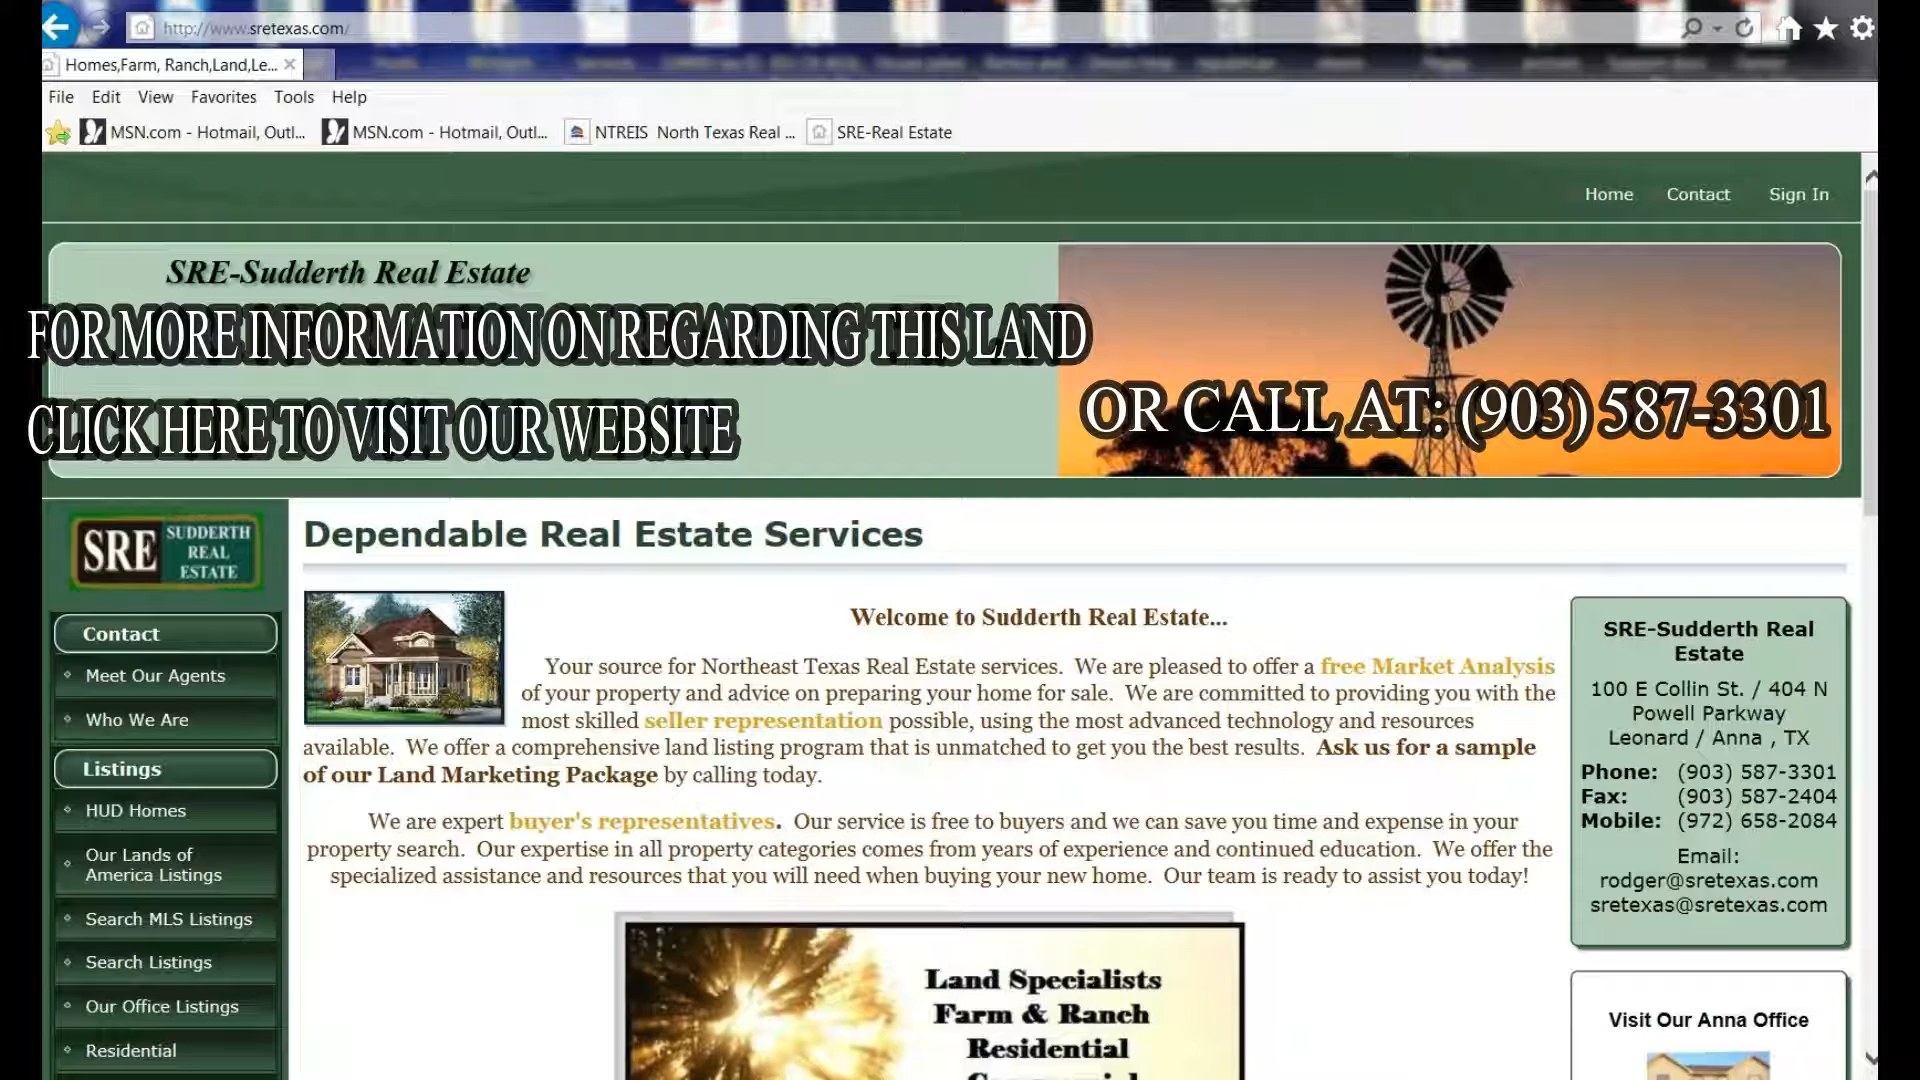 http://www.sretexas.com/
Homes,Farm, Ranch,Land,Le...
File Edit View Favorites Tools Help
MSN.com - Hotmail, Outl... MSN.com - Hotmail, Outl... NTREIS North Texas Real ... SRE-Real Estate
Home Contact Sign In
SRE-Sudderth Real Estate
FOR MORE INFORMATION ON REGARDING THIS LAND
CLICK HERE TO VISIT OUR WEBSITE
OR CALL AT: (903) 587-3301
SRE SUDDERTH REAL ESTATE
Contact
Meet Our Agents
Who We Are
Listings
HUD Homes
Our Lands of
America Listings
Search MLS Listings
Search Listings
Our Office Listings
Residential
Dependable Real Estate Services
Welcome to Sudderth Real Estate...
Your source for Northeast Texas Real Estate services. We are pleased to offer a free Market Analysis
of your property and advice on preparing your home for sale. We are committed to providing you with the
most skilled seller representation possible, using the most advanced technology and resources
available. We offer a comprehensive land listing program that is unmatched to get you the best results. Ask us for a sample
of our Land Marketing Package by calling today.
We are expert buyer's representatives. Our service is free to buyers and we can save you time and expense in your
property search. Our expertise in all property categories comes from years of experience and continued education. We offer the
specialized assistance and resources that you will need when buying your new home. Our team is ready to assist you today!
Land Specialists
Farm & Ranch
Residential
SRE-Sudderth Real
Estate
100 E Collin St. / 404 N
Powell Parkway
Leonard / Anna , TX
Phone: (903) 587-3301
Fax: (903) 587-2404
Mobile: (972) 658-2084
Email:
rodger@sretexas.com
sretexas@sretexas.com
Visit Our Anna Office